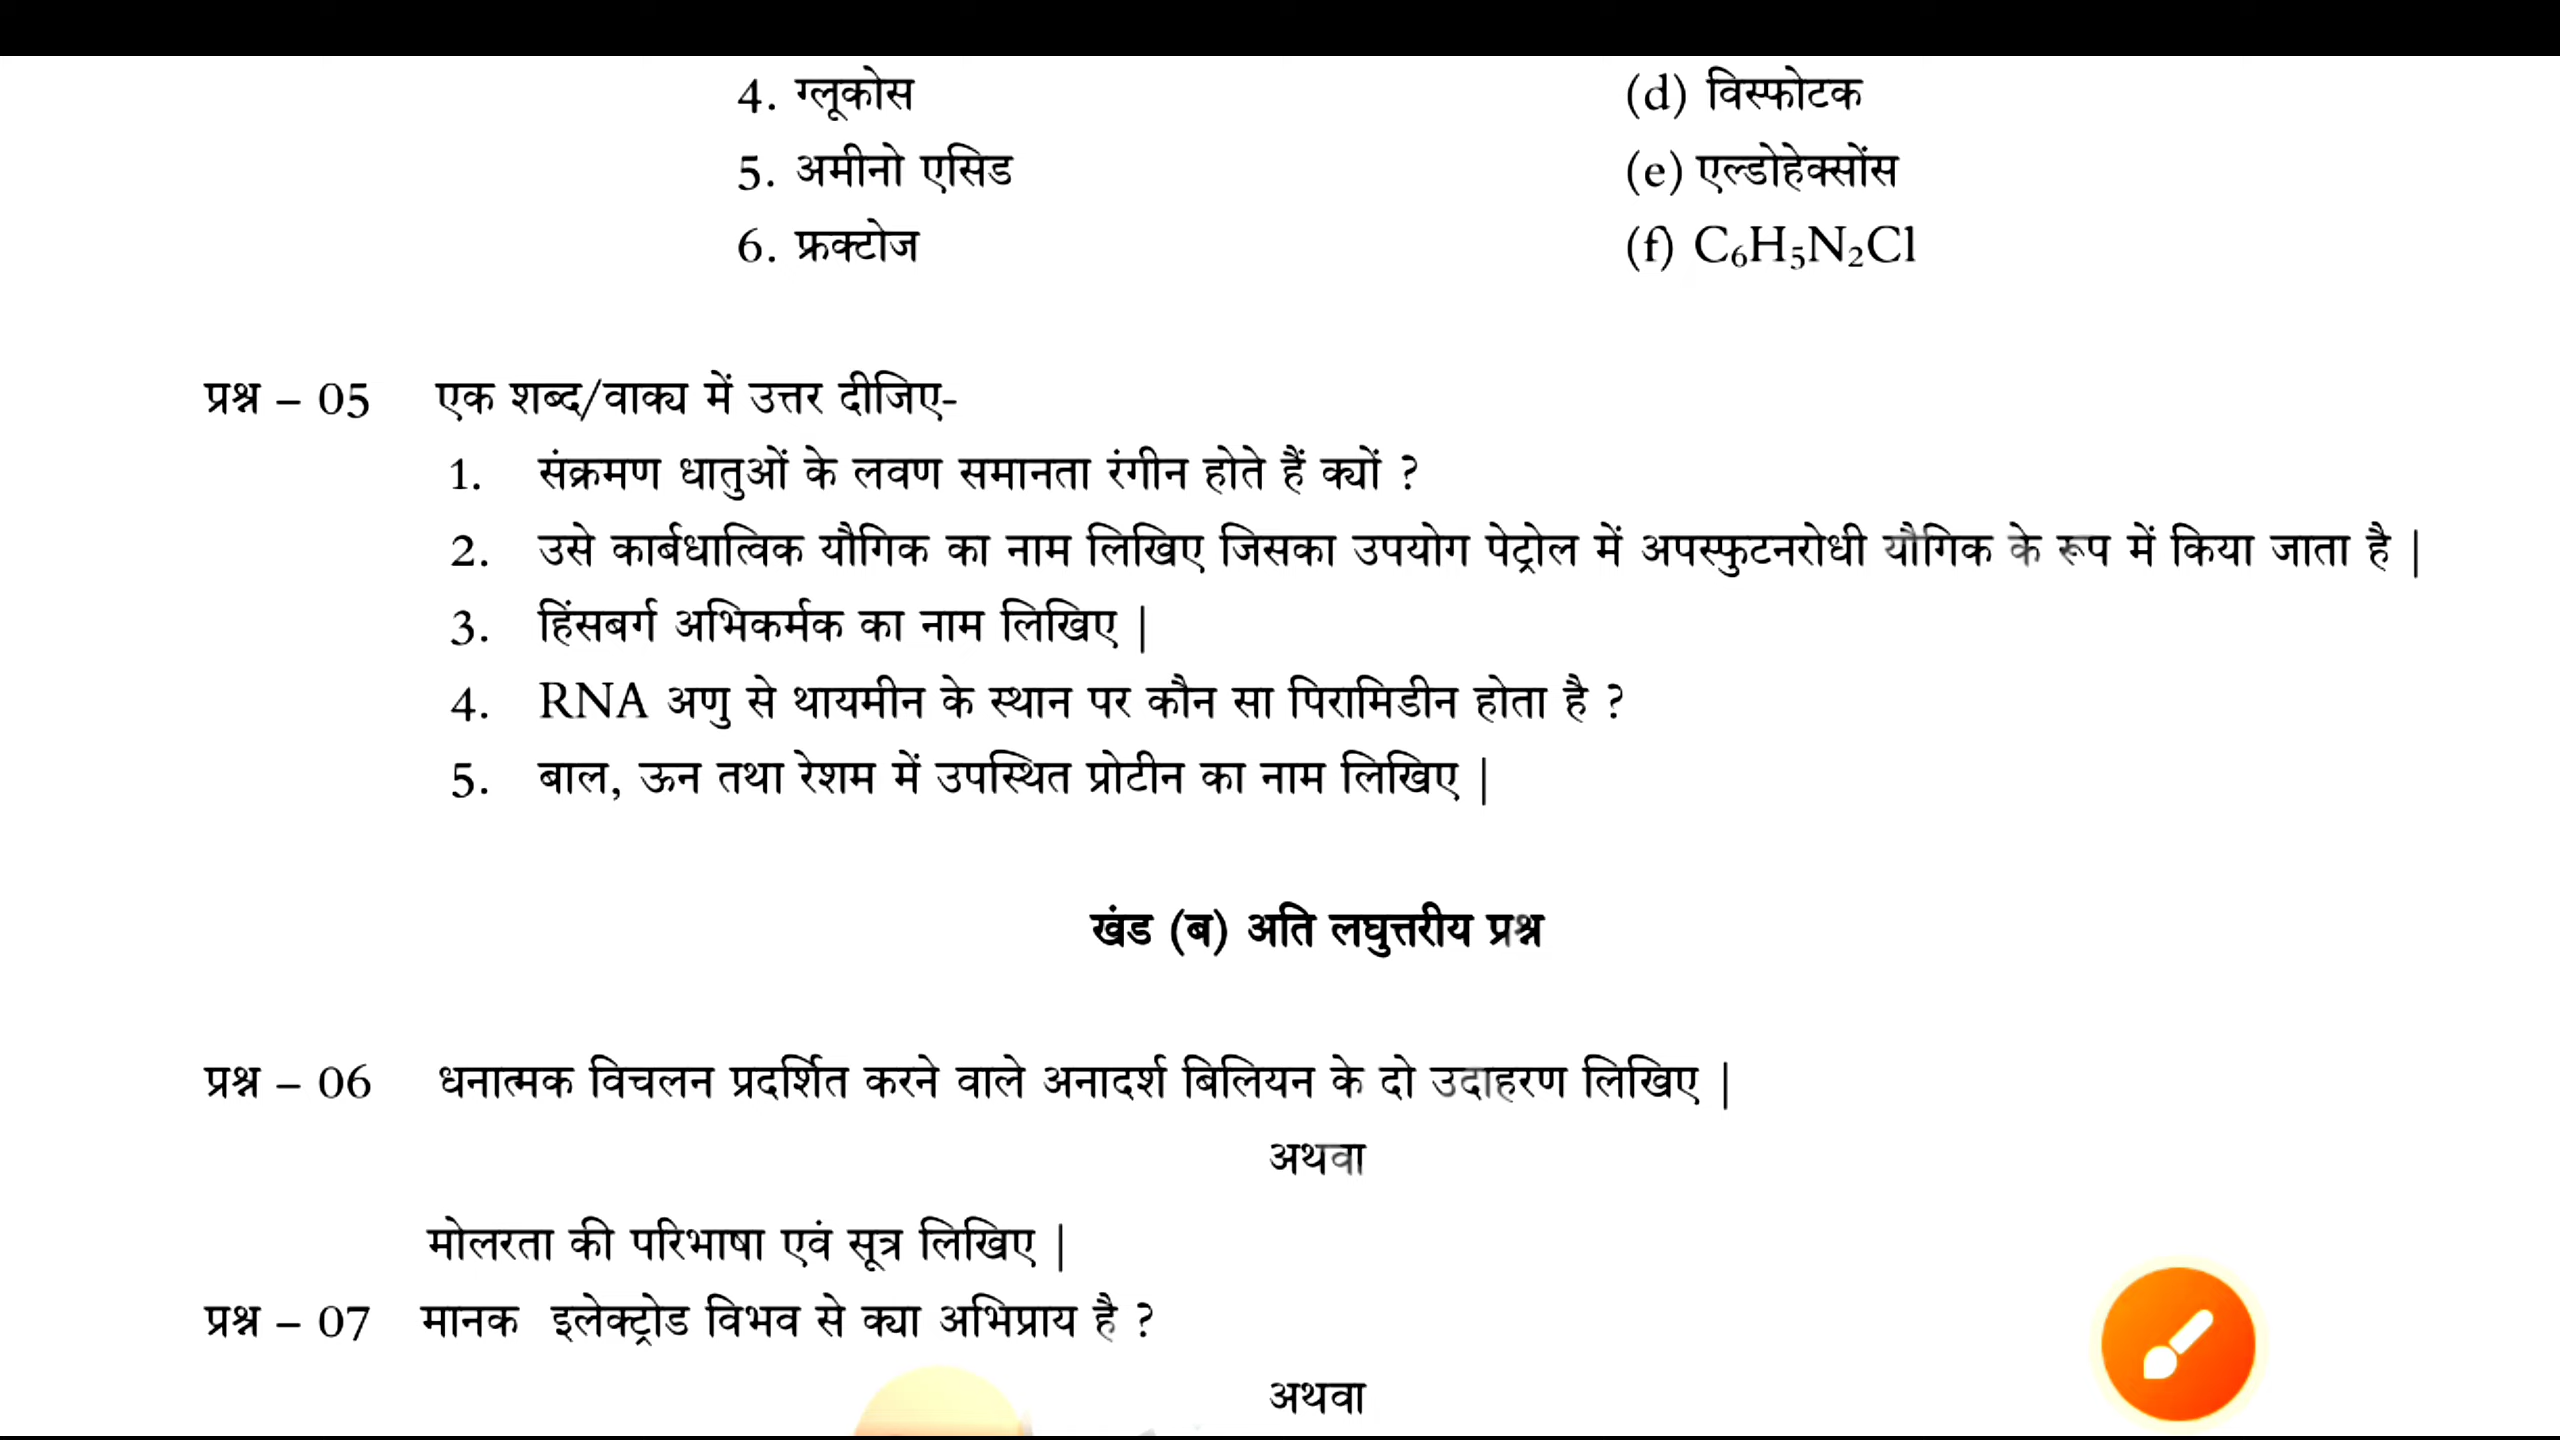 4. ग्लूकोस (d) विस्फोटक
5. अमीनो एसिड (e) एल्डोहेक्सोंस
6. फ्रक्टोज (f) C₆H₅N₂Cl
प्रश्न – 05 एक शब्द/वाक्य में उत्तर दीजिए-
1. संक्रमण धातुओं के लवण समानता रंगीन होते हैं क्यों ?
2. उसे कार्बधात्विक यौगिक का नाम लिखिए जिसका उपयोग पेट्रोल में अपस्फुटनरोधी यौगिक के रूप में किया जाता है |
3. हिंसबर्ग अभिकर्मक का नाम लिखिए |
4. RNA अणु से थायमीन के स्थान पर कौन सा पिरामिडीन होता है ?
5. बाल, ऊन तथा रेशम में उपस्थित प्रोटीन का नाम लिखिए |
खंड (ब) अति लघुत्तरीय प्रश्न
प्रश्न – 06 धनात्मक विचलन प्रदर्शित करने वाले अनादर्श बिलियन के दो उदाहरण लिखिए |
अथवा
मोलरता की परिभाषा एवं सूत्र लिखिए |
प्रश्न – 07 मानक इलेक्ट्रोड विभव से क्या अभिप्राय है ?
अथवा